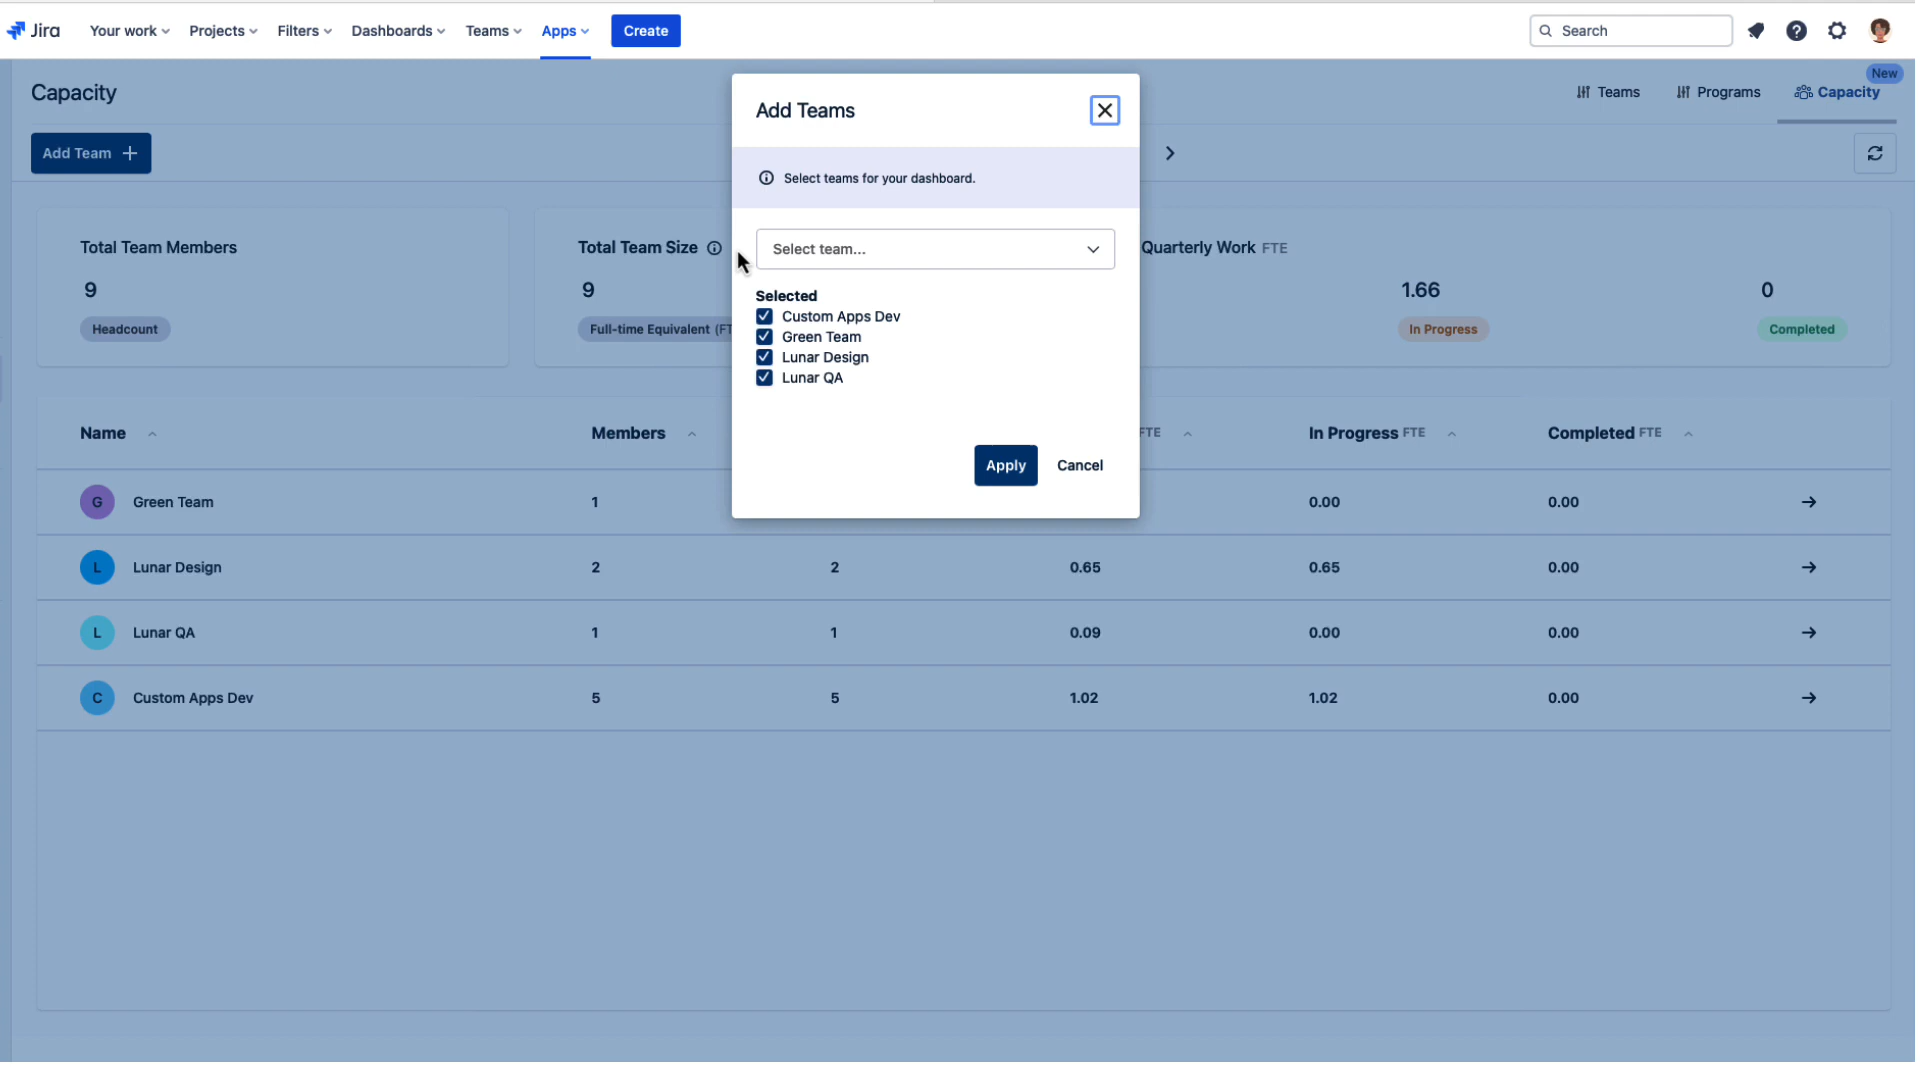 Jira
Your work
Projects
Filters
Dashboards
Teams
Apps
Create
Search
Capacity
New
Teams
Programs
Capacity
Add Team
Add Teams
Select teams for your dashboard.
Select team...
Selected
Custom Apps Dev
Green Team
Lunar Design
Lunar QA
Apply
Cancel
Total Team Members
9
Headcount
Total Team Size
9
Full-time Equivalent (FT
Quarterly Work FTE
1.66
In Progress
0
Completed
Name Members FTE In Progress FTE Completed FTE
G Green Team 1 0.00 0.00
L Lunar Design 2 2 0.65 0.65 0.00
L Lunar QA 1 1 0.09 0.00 0.00
C Custom Apps Dev 5 5 1.02 1.02 0.00